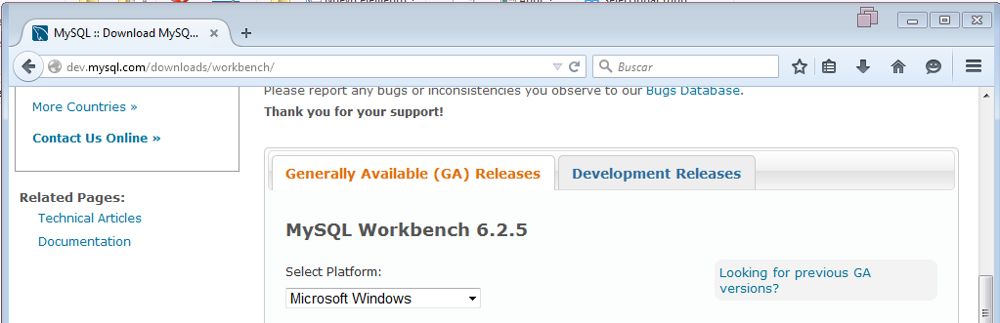 MySQL :: Download MySQ...
dev.mysql.com/downloads/workbench/
Buscar
More Countries »
Contact Us Online »
Related Pages:
Technical Articles
Documentation
Please report any bugs or inconsistencies you observe to our Bugs Database.
Thank you for your support!
Generally Available (GA) Releases
Development Releases
MySQL Workbench 6.2.5
Select Platform:
Microsoft Windows
Looking for previous GA
versions?